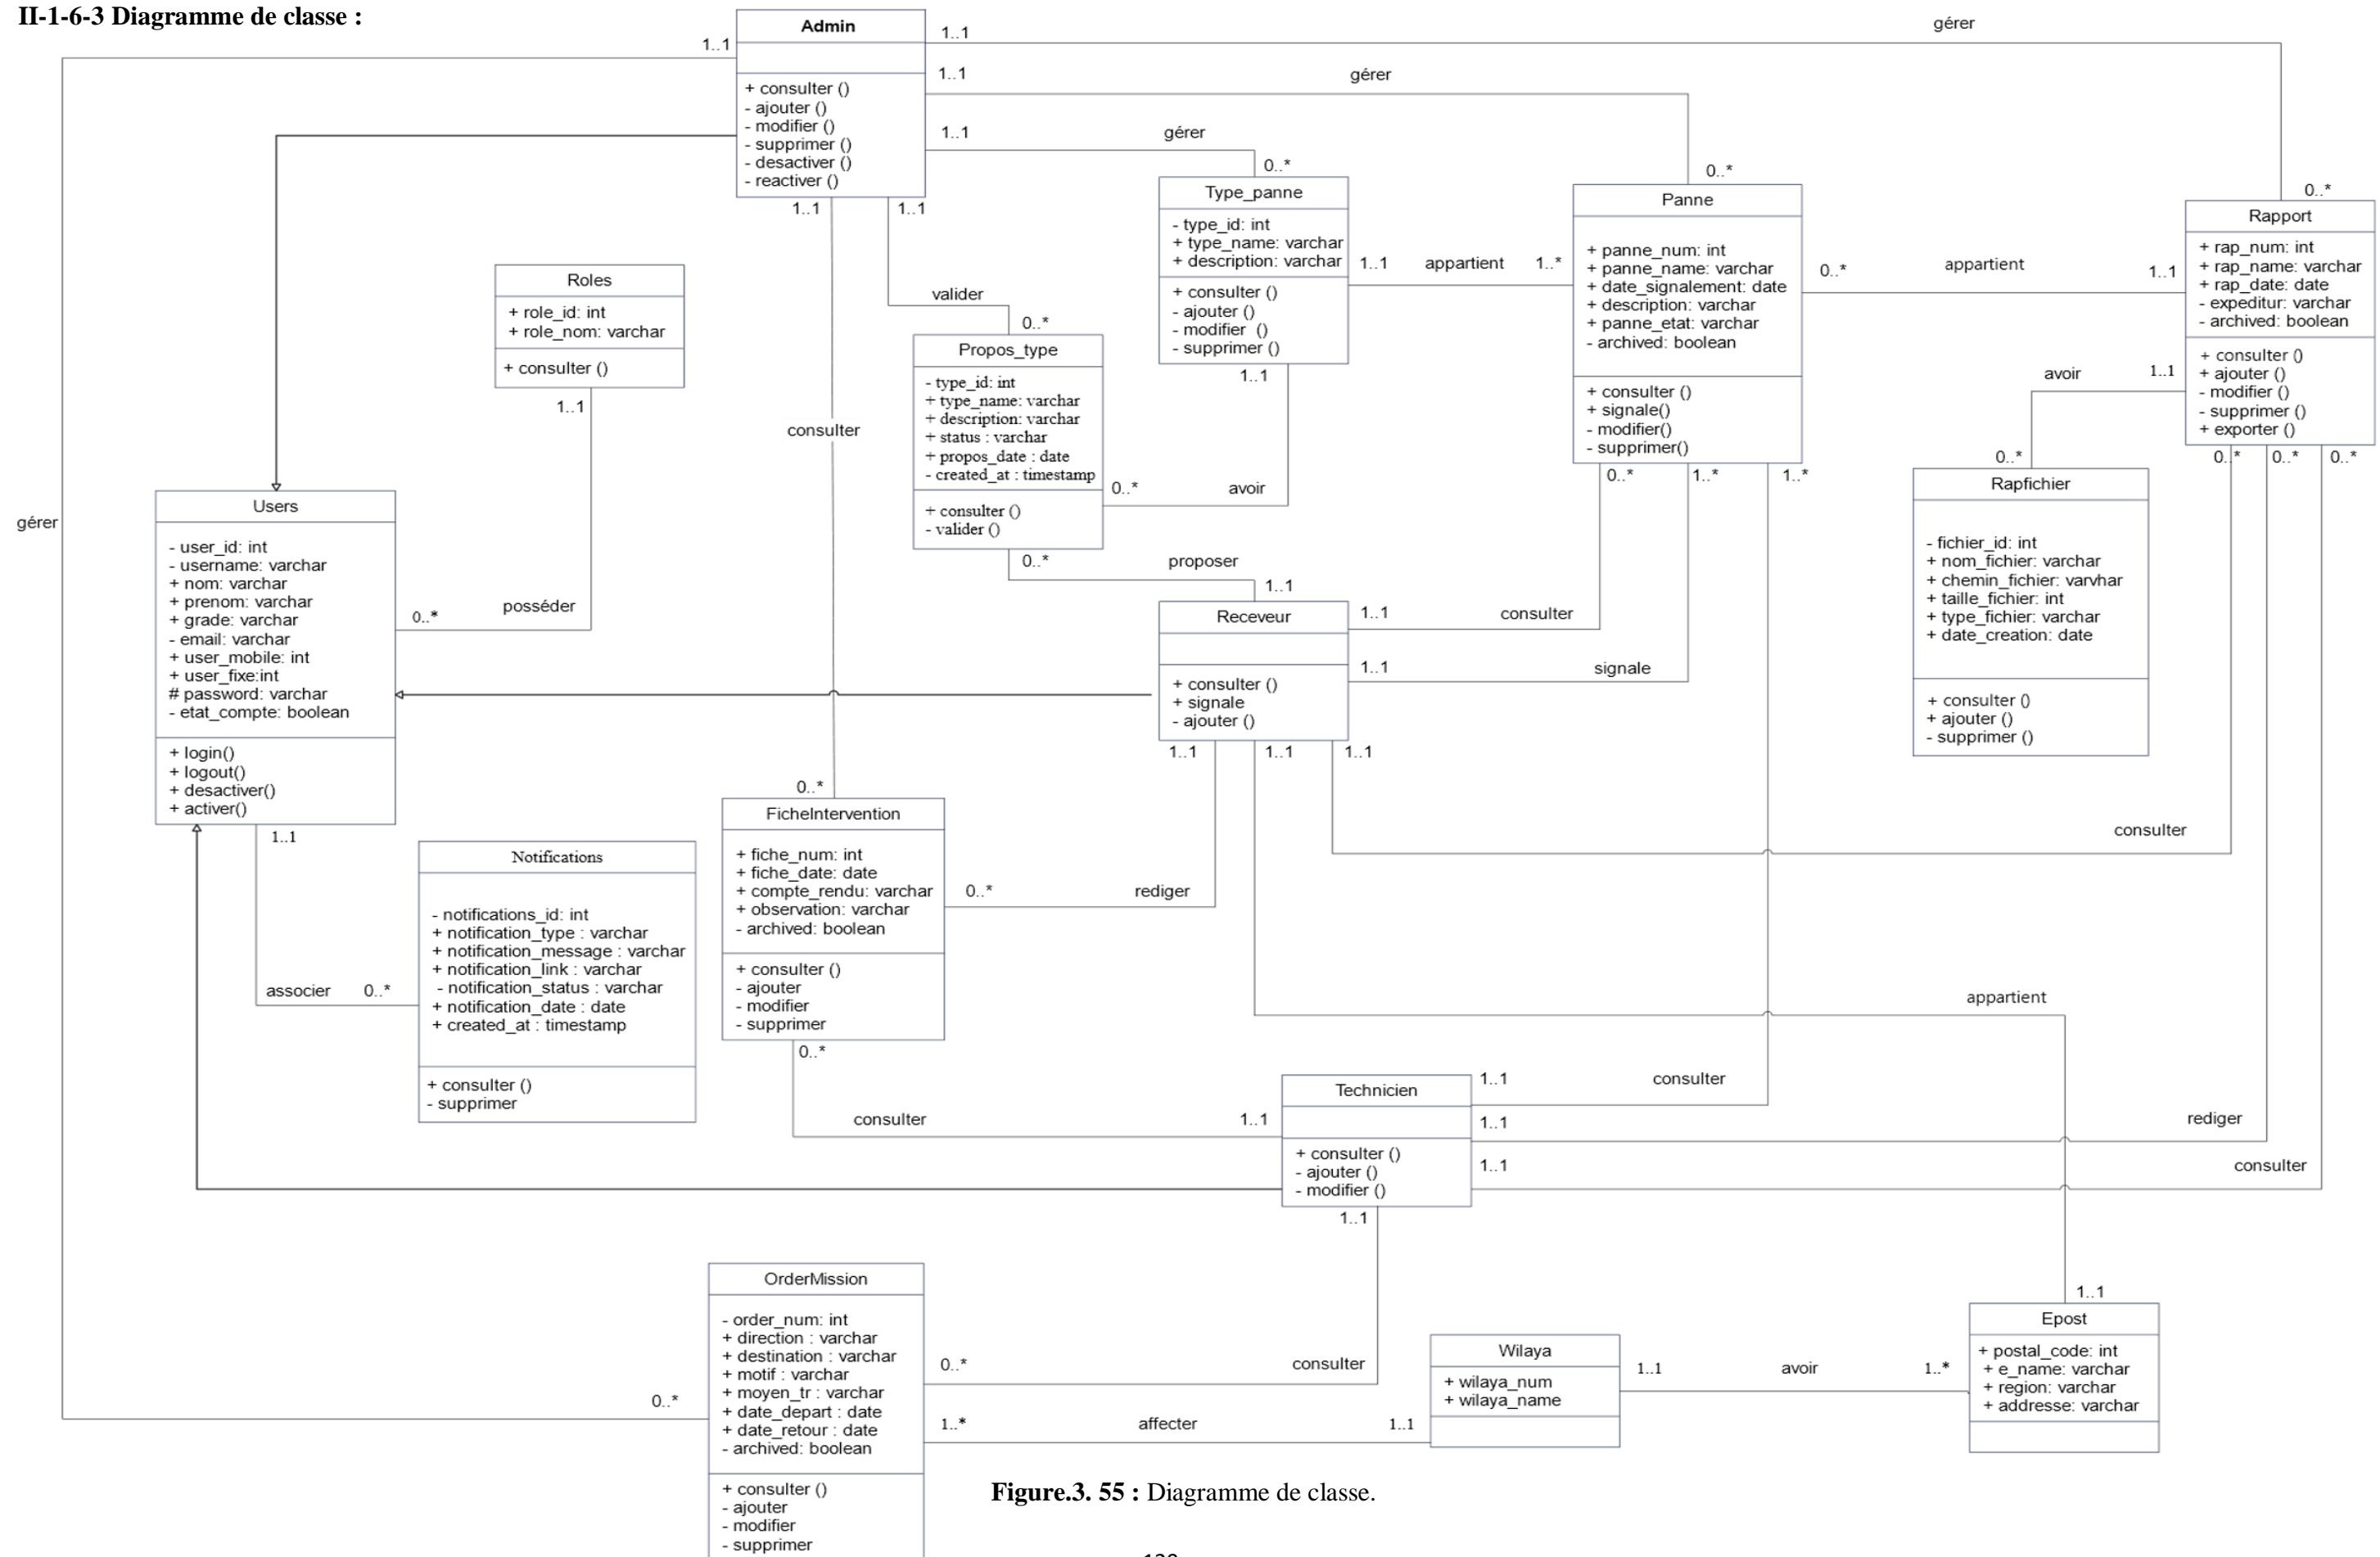 II-1-6-3 Diagramme de classe :
Admin
+ consulter ()
- ajouter ()
- modifier ()
- supprimer ()
- desactiver ()
- reactiver ()
1..1
1..1
gérer
1..1
gérer
1..1
gérer
0..*
0..*
0..*
1..1
1..1
gérer
Type_panne
- type_id: int
+ type_name: varchar
+ description: varchar
+ consulter ()
- ajouter ()
- modifier ()
- supprimer ()
1..1
appartient
1..*
1..1
Panne
+ panne_num: int
+ panne_name: varchar
+ date_signalement: date
+ description: varchar
+ panne_etat: varchar
- archived: boolean
+ consulter ()
+ signale()
- modifier()
- supprimer()
0..*
appartient
1..1
0..*
1..*
1..*
Rapport
+ rap_num: int
+ rap_name: varchar
+ rap_date: date
- expeditur: varchar
- archived: boolean
+ consulter ()
+ ajouter ()
- modifier ()
- supprimer ()
+ exporter ()
avoir
1..1
0..*
0..*
0..*
0..*
Roles
+ role_id: int
+ role_nom: varchar
+ consulter ()
1..1
valider
0..*
consulter
Propos_type
- type_id: int
+ type_name: varchar
+ description: varchar
+ status : varchar
+ propos_date : date
- created_at : timestamp
+ consulter ()
- valider ()
0..*
avoir
0..*
proposer
1..1
Rapfichier
- fichier_id: int
+ nom_fichier: varchar
+ chemin_fichier: varvhar
+ taille_fichier: int
+ type_fichier: varchar
+ date_creation: date
+ consulter ()
+ ajouter ()
- supprimer ()
Users
- user_id: int
- username: varchar
+ nom: varchar
+ prenom: varchar
+ grade: varchar
- email: varchar
+ user_mobile: int
+ user_fixe:int
# password: varchar
- etat_compte: boolean
+ login()
+ logout()
+ desactiver()
+ activer()
0..*
posséder
1..1
Receveur
+ consulter ()
+ signale
- ajouter ()
1..1
consulter
1..1
signale
1..1
1..1
1..1
consulter
0..*
FicheIntervention
+ fiche_num: int
+ fiche_date: date
+ compte_rendu: varchar
+ observation: varchar
- archived: boolean
+ consulter ()
- ajouter
- modifier
- supprimer
0..*
rediger
0..*
Notifications
- notifications_id: int
+ notification_type : varchar
+ notification_message : varchar
+ notification_link : varchar
- notification_status : varchar
+ notification_date : date
+ created_at : timestamp
+ consulter ()
- supprimer
associer
0..*
appartient
Technicien
+ consulter ()
- ajouter ()
- modifier ()
consulter
1..1
1..1
consulter
1..1
rediger
1..1
consulter
1..1
OrderMission
- order_num: int
+ direction : varchar
+ destination : varchar
+ motif : varchar
+ moyen_tr : varchar
+ date_depart : date
+ date_retour : date
- archived: boolean
+ consulter ()
- ajouter
- modifier
- supprimer
0..*
0..*
consulter
1..*
affecter
1..1
Wilaya
+ wilaya_num
+ wilaya_name
1..1
avoir
1..*
1..1
Epost
+ postal_code: int
+ e_name: varchar
+ region: varchar
+ addresse: varchar
Figure.3. 55 : Diagramme de classe.